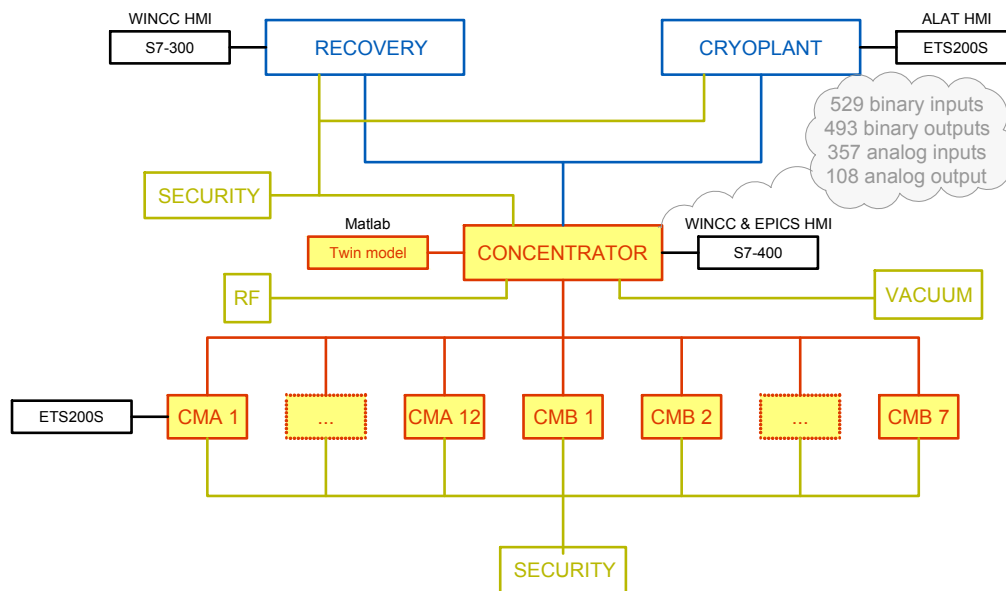 WINCC HMI
ALAT HMI
S7-300
RECOVERY
CRYOPLANT
ETS200S
529 binary inputs
493 binary outputs
357 analog inputs
108 analog output
SECURITY
Matlab
WINCC & EPICS HMI
Twin model
CONCENTRATOR
S7-400
RF
VACUUM
ETS200S
CMA 1
...
CMA 12
CMB 1
CMB 2
...
CMB 7
SECURITY